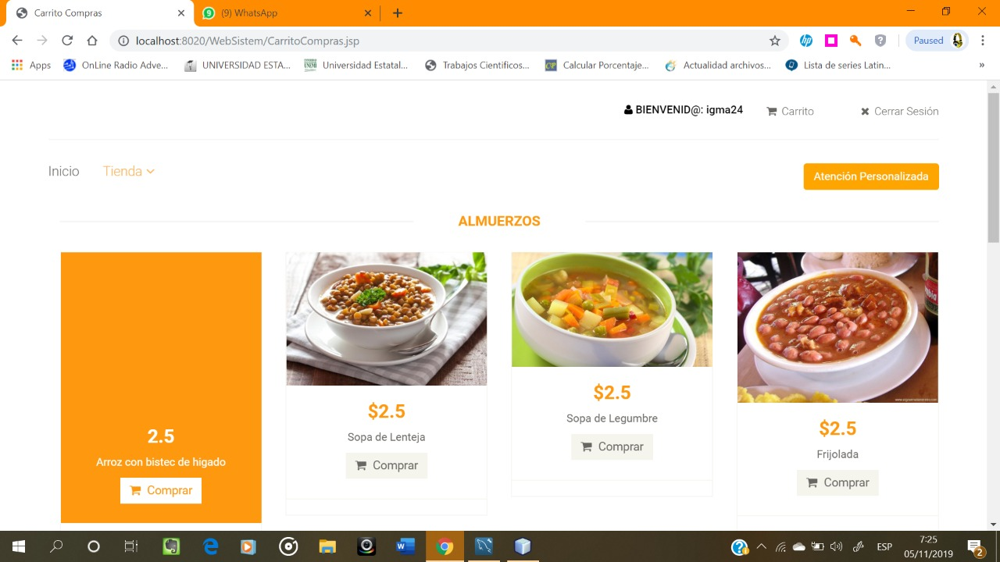 Carrito Compras
(9) WhatsApp
localhost:8020/WebSistem/CarritoCompras.jsp
Paused
Apps
OnLine Radio Adve...
UNIVERSIDAD ESTA...
Universidad Estatal...
Trabajos Cientificos...
Calcular Porcentaje...
Actualidad archivos...
Lista de series Latin...
»
BIENVENID@: igma24
Carrito
Cerrar Sesión
Inicio
Tienda
Atención Personalizada
ALMUERZOS
2.5
Arroz con bistec de higado
Comprar
$2.5
Sopa de Lenteja
Comprar
$2.5
Sopa de Legumbre
Comprar
$2.5
Frijolada
Comprar
ESP
7:25
05/11/2019
2